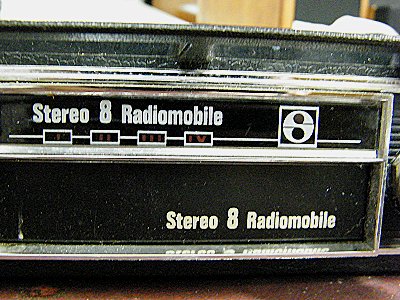 Stereo 8 Radiomobile
I II III IV
8
Stereo 8 Radiomobile